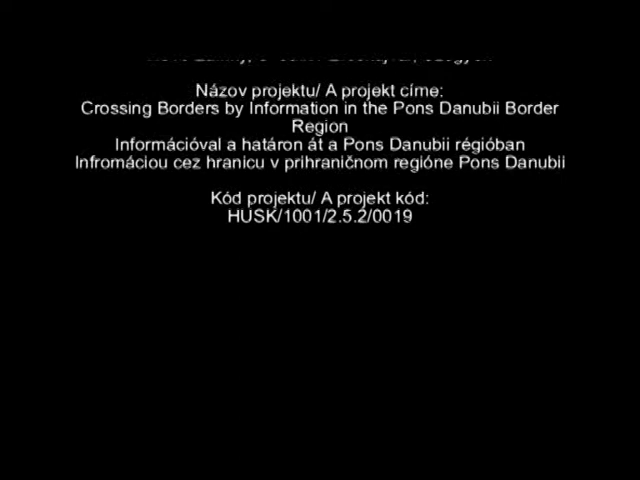 Názov projektu/ A projekt címe:
Crossing Borders by Information in the Pons Danubii Border
Region
Információval a határon át a Pons Danubii régióban
Infromáciou cez hranicu v prihraničnom regióne Pons Danubii
Kód projektu/ A projekt kód:
HUSK/1001/2.5.2/0019